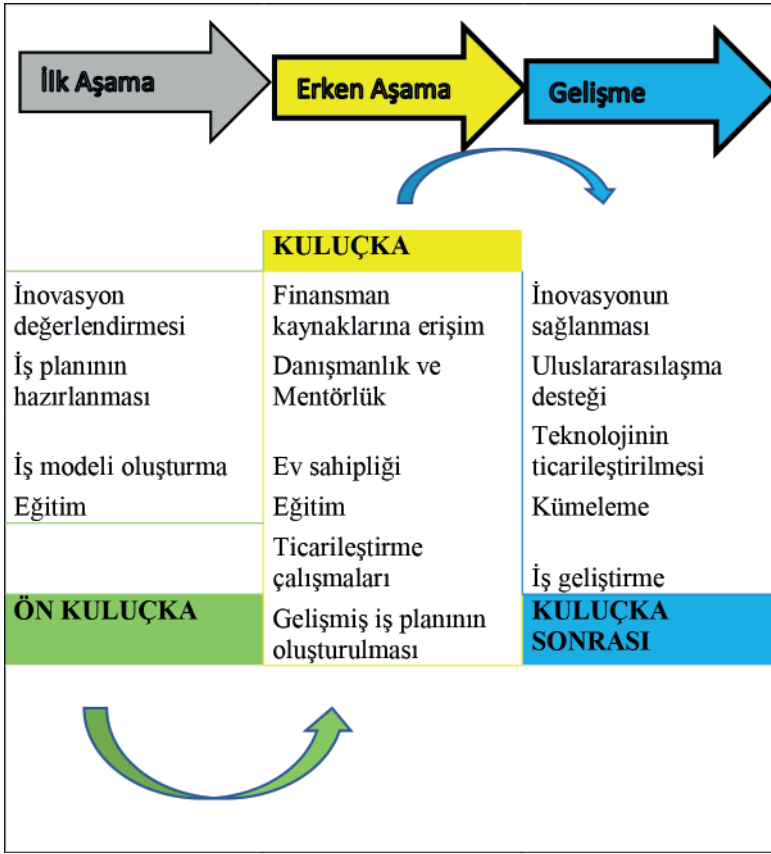 İlk Aşama
Erken Aşama
Gelişme
KULUÇKA
İnovasyon
değerlendirmesi
İş planının
hazırlanması
İş modeli oluşturma
Eğitim
ÖN KULUÇKA
Finansman
kaynaklarına erişim
Danışmanlık ve
Mentörlük
Ev sahipliği
Eğitim
Ticarileştirme
çalışmaları
Gelişmiş iş planının
oluşturulması
İnovasyonun
sağlanması
Uluslararasılaşma
desteği
Teknolojinin
ticarileştirilmesi
Kümeleme
İş geliştirme
KULUÇKA
SONRASI